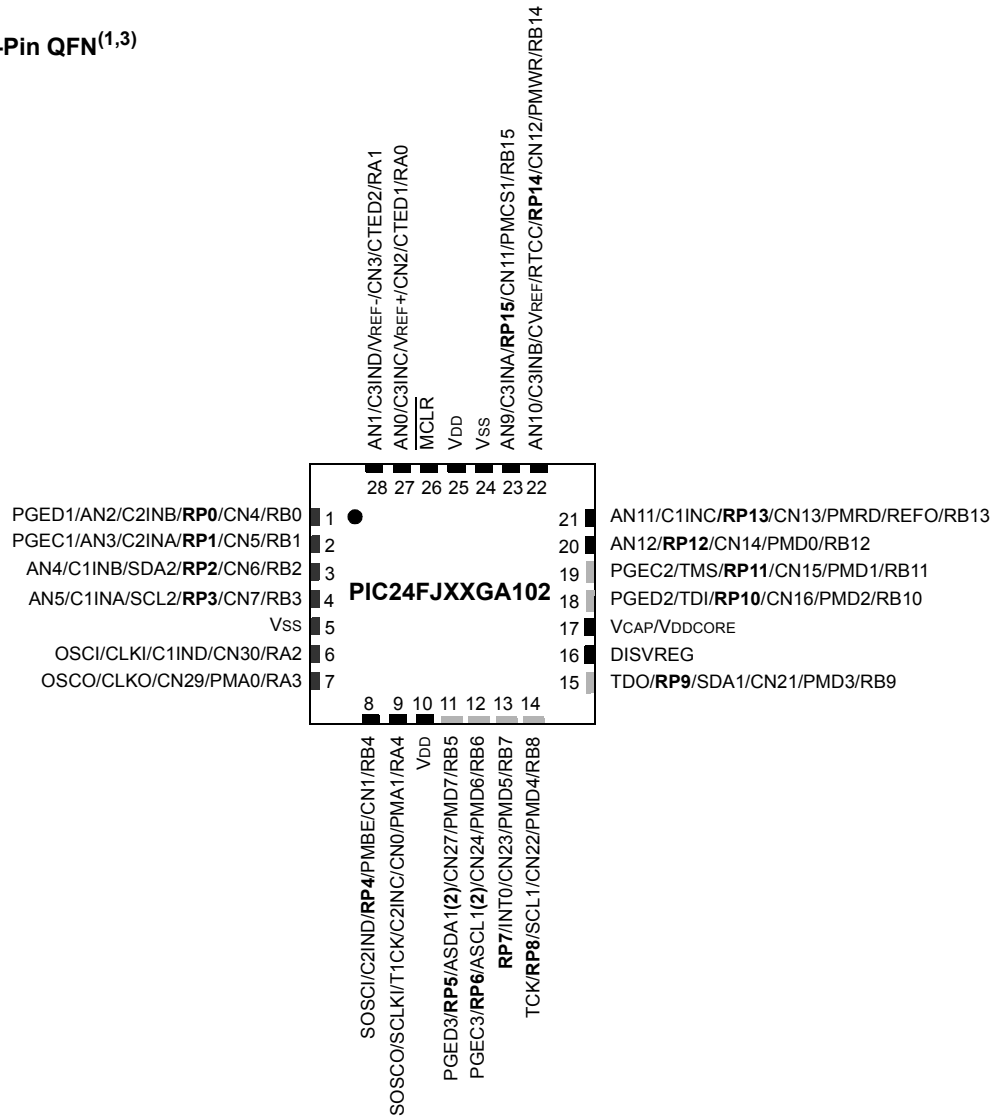 -Pin QFN(1,3)
AN1/C3IND/VREF-/CN3/CTED2/RA1
AN0/C3INC/VREF+/CN2/CTED1/RA0
MCLR
VDD
VSS
AN9/C3INA/RP15/CN11/PMCS1/RB15
AN10/C3INB/CVREF/RTCC/RP14/CN12/PMWR/RB14
28 27 26 25 24 23 22
PGED1/AN2/C2INB/RP0/CN4/RB0 1
PGEC1/AN3/C2INA/RP1/CN5/RB1 2
AN4/C1INB/SDA2/RP2/CN6/RB2 3
AN5/C1INA/SCL2/RP3/CN7/RB3 4
VSS 5
OSCI/CLKI/C1IND/CN30/RA2 6
OSCO/CLKO/CN29/PMA0/RA3 7
PIC24FJXXGA102
21 AN11/C1INC/RP13/CN13/PMRD/REFO/RB13
20 AN12/RP12/CN14/PMD0/RB12
19 PGEC2/TMS/RP11/CN15/PMD1/RB11
18 PGED2/TDI/RP10/CN16/PMD2/RB10
17 VCAP/VDDCORE
16 DISVREG
15 TDO/RP9/SDA1/CN21/PMD3/RB9
8 9 10 11 12 13 14
SOSCI/C2IND/RP4/PMBE/CN1/RB4
SOSCO/SCLKI/T1CK/C2INC/CN0/PMA1/RA4
VDD
PGED3/RP5/ASDA1(2)/CN27/PMD7/RB5
PGEC3/RP6/ASCL1(2)/CN24/PMD6/RB6
RP7/INT0/CN23/PMD5/RB7
TCK/RP8/SCL1/CN22/PMD4/RB8